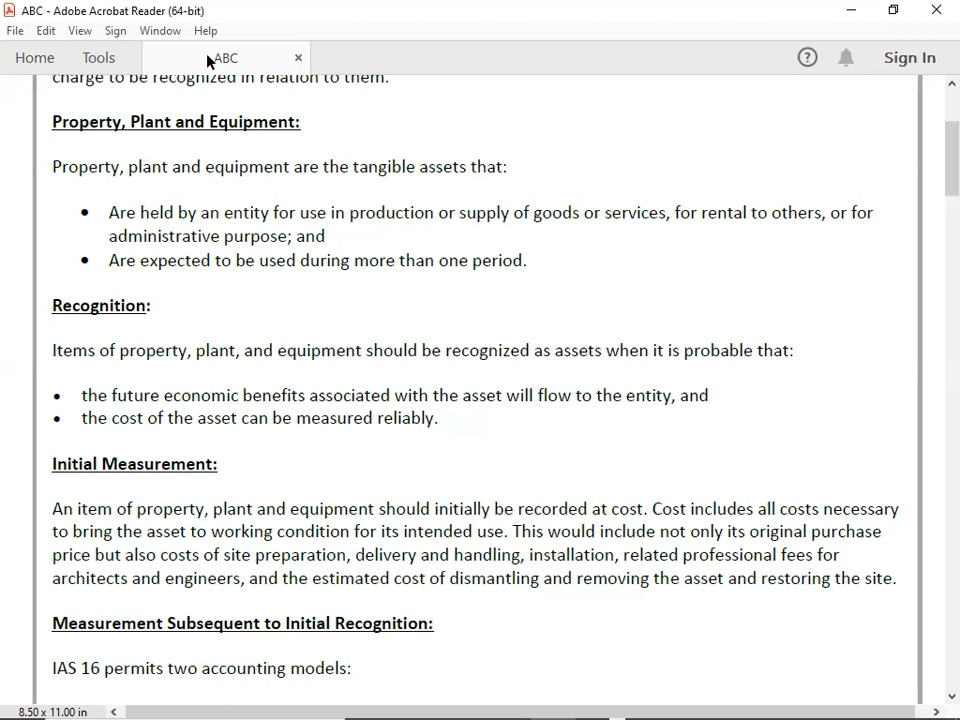 ABC - Adobe Acrobat Reader (64-bit)
File Edit View Sign Window Help
Home Tools ABC × ? Sign In
charge to be recognized in relation to them.
Property, Plant and Equipment:
Property, plant and equipment are the tangible assets that:
• Are held by an entity for use in production or supply of goods or services, for rental to others, or for
administrative purpose; and
• Are expected to be used during more than one period.
Recognition:
Items of property, plant, and equipment should be recognized as assets when it is probable that:
• the future economic benefits associated with the asset will flow to the entity, and
• the cost of the asset can be measured reliably.
Initial Measurement:
An item of property, plant and equipment should initially be recorded at cost. Cost includes all costs necessary
to bring the asset to working condition for its intended use. This would include not only its original purchase
price but also costs of site preparation, delivery and handling, installation, related professional fees for
architects and engineers, and the estimated cost of dismantling and removing the asset and restoring the site.
Measurement Subsequent to Initial Recognition:
IAS 16 permits two accounting models:
8.50 x 11.00 in